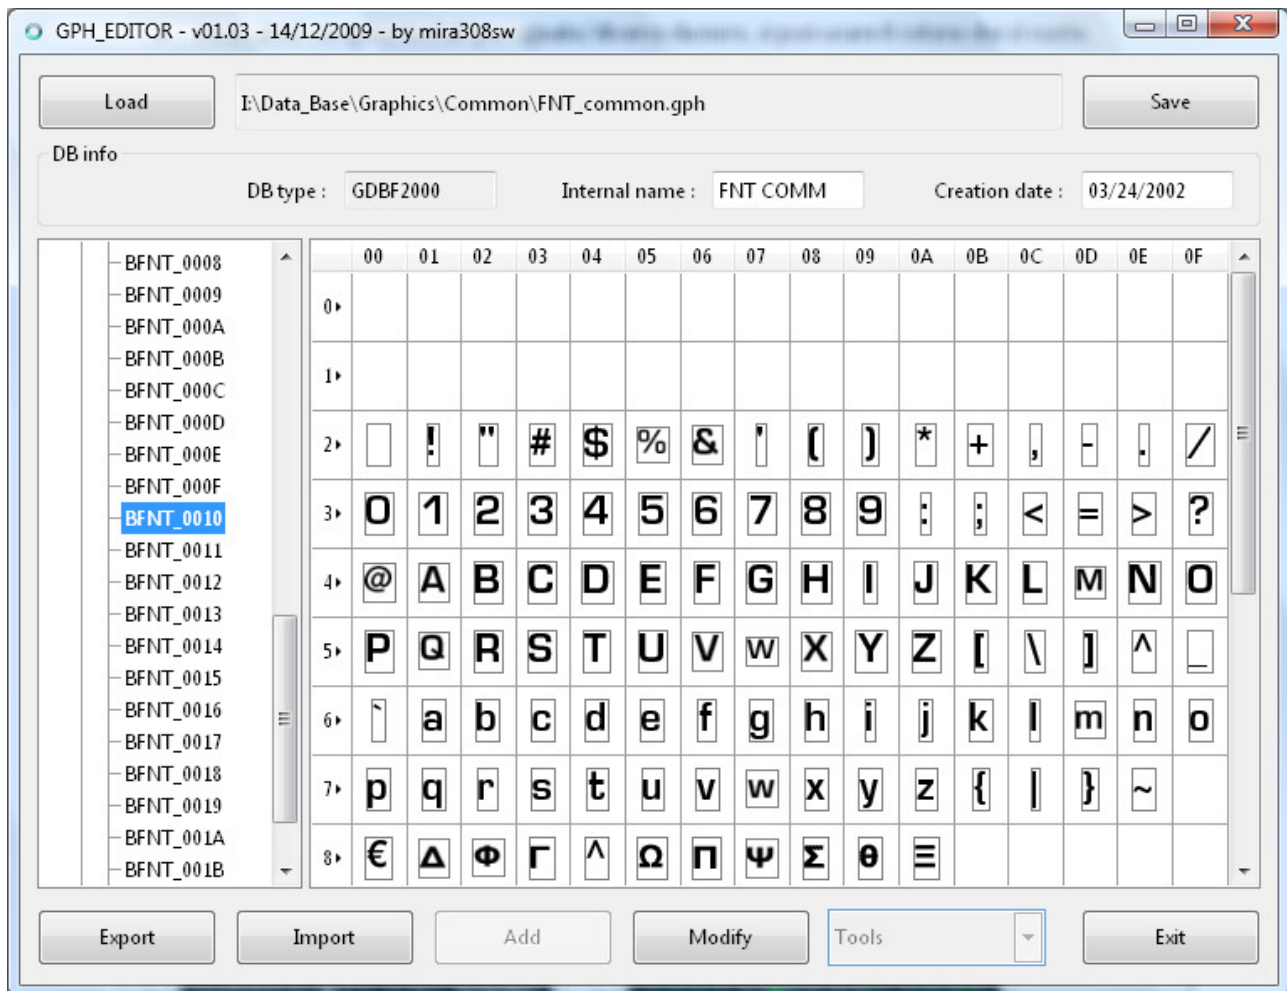 GPH_EDITOR - v01.03 - 14/12/2009 - by mira308sw
Load I:\Data_Base\Graphics\Common\FNT_common.gph Save
DB info
DB type : GDBF2000 Internal name : FNT COMM Creation date : 03/24/2002
BFNT_0008
BFNT_0009
BFNT_000A
BFNT_000B
BFNT_000C
BFNT_000D
BFNT_000E
BFNT_000F
BFNT_0010
BFNT_0011
BFNT_0012
BFNT_0013
BFNT_0014
BFNT_0015
BFNT_0016
BFNT_0017
BFNT_0018
BFNT_0019
BFNT_001A
BFNT_001B
00 01 02 03 04 05 06 07 08 09 0A 0B 0C 0D 0E 0F
0
1
2 ! " # $ % & ' ( ) * + , - . /
3 0 1 2 3 4 5 6 7 8 9 : ; < = > ?
4 @ A B C D E F G H I J K L M N O
5 P Q R S T U V W X Y Z [ \ ] ^ _
6 ` a b c d e f g h i j k l m n o
7 p q r s t u v w x y z { | } ~
8 € Δ Φ Γ ^ Ω Π Ψ Σ θ Ξ
Export Import Add Modify Tools Exit